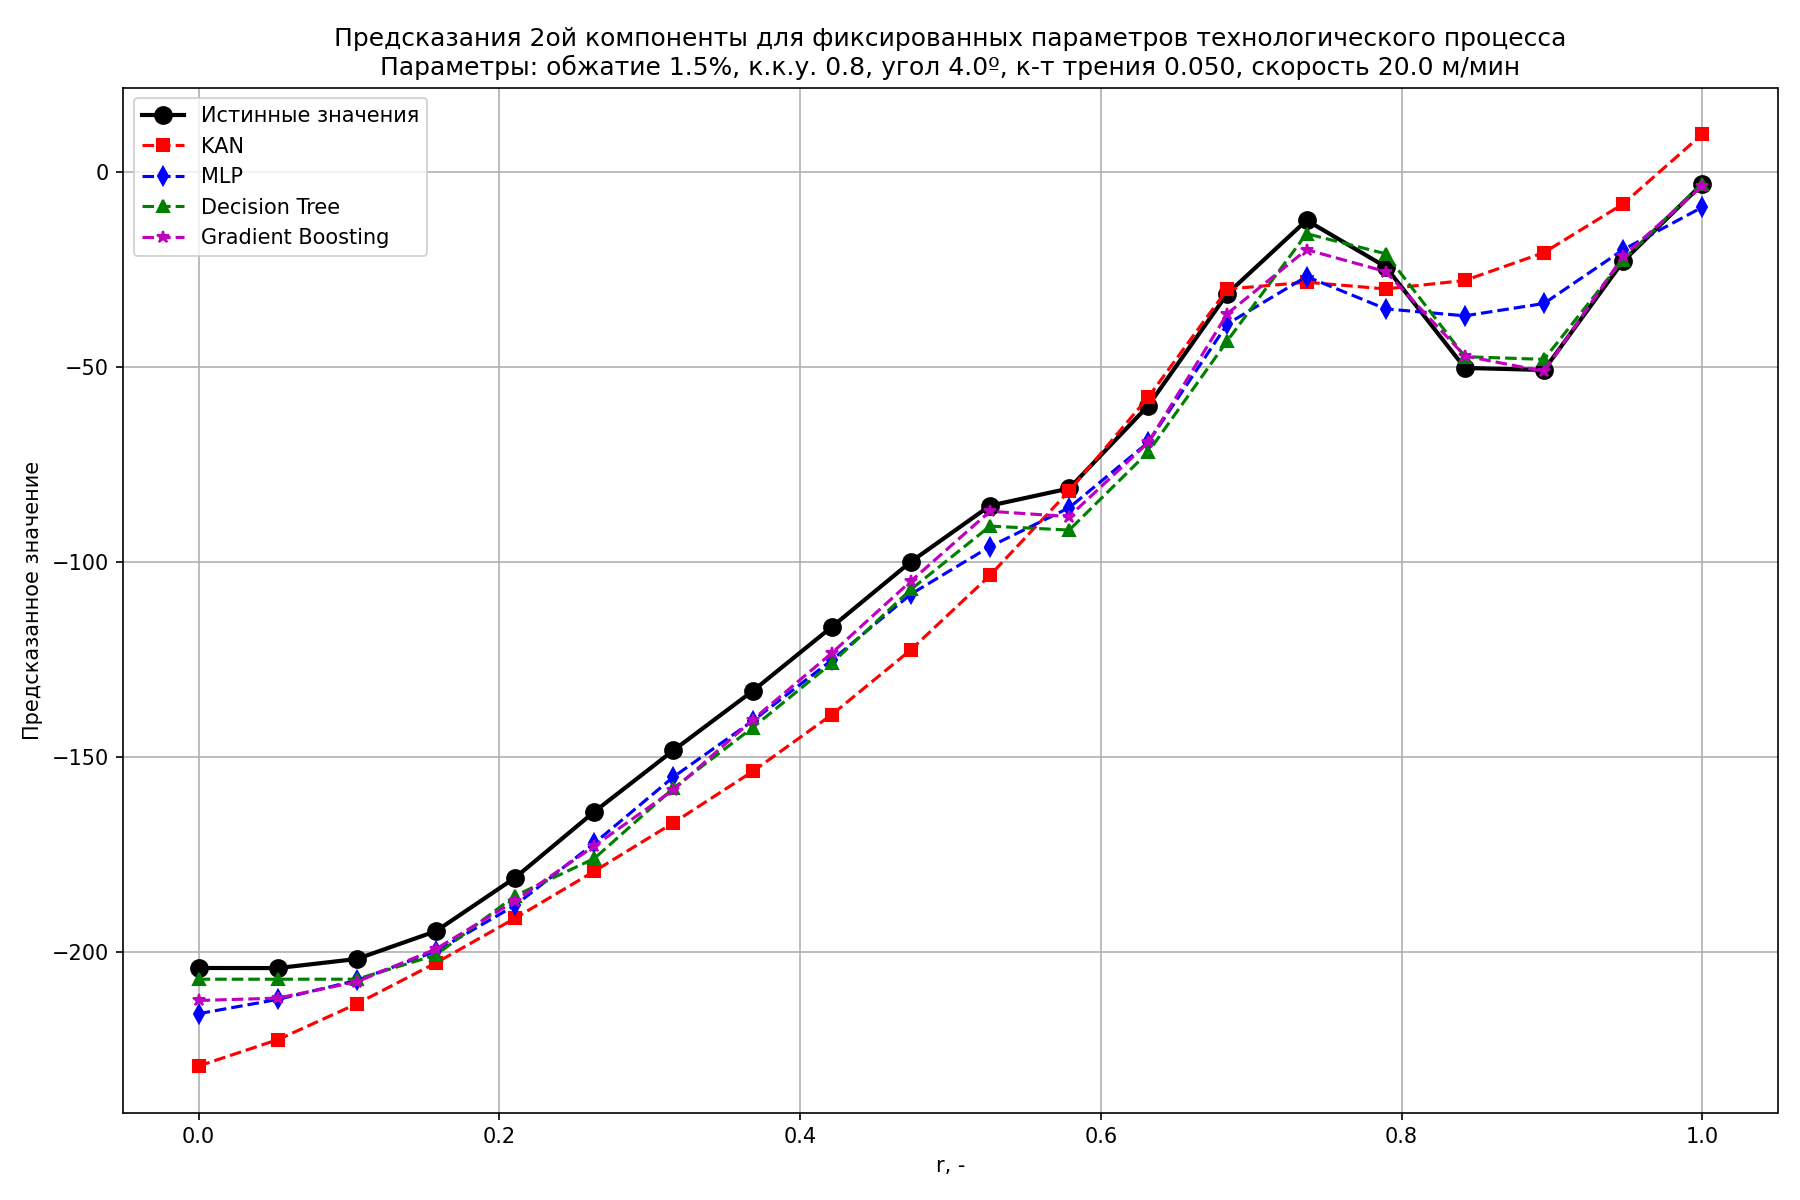 Предсказания 2ой компоненты для фиксированных параметров технологического процесса
Параметры: обжатие 1.5%, к.к.у. 0.8, угол 4.0º, к-т трения 0.050, скорость 20.0 м/мин
Истинные значения
KAN
MLP
Decision Tree
Gradient Boosting
Предсказанное значение
0
−50
−100
−150
−200
0.0
0.2
0.4
0.6
0.8
1.0
r, -